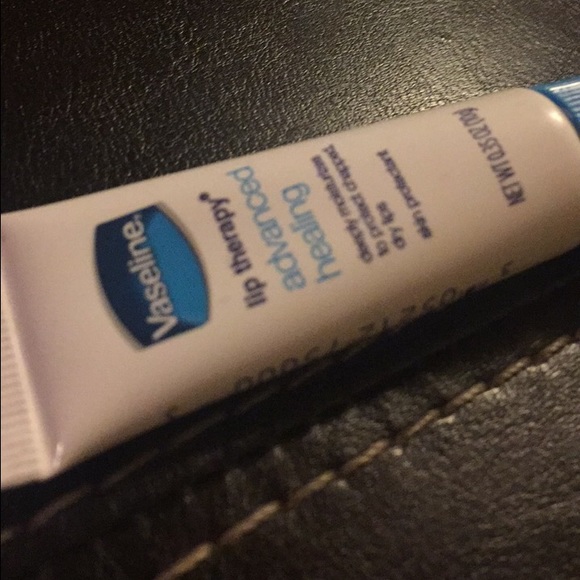 Vaseline.
lip therapy®
advanced
healing
deeply moisturizes
to protect chapped,
dry lips
skin protectant
NET WT 0.35 OZ (10g)